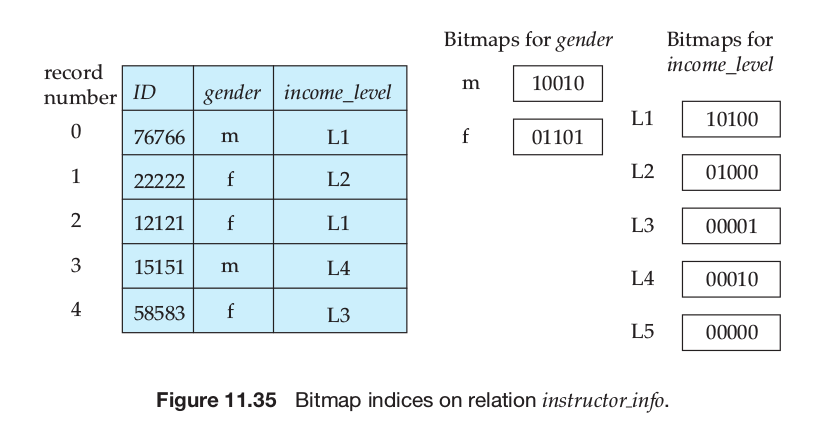 record
number
ID gender income_level
0 76766 m L1
1 22222 f L2
2 12121 f L1
3 15151 m L4
4 58583 f L3
Bitmaps for gender
m 10010
f 01101
Bitmaps for
income_level
L1 10100
L2 01000
L3 00001
L4 00010
L5 00000
Figure 11.35 Bitmap indices on relation instructor_info.